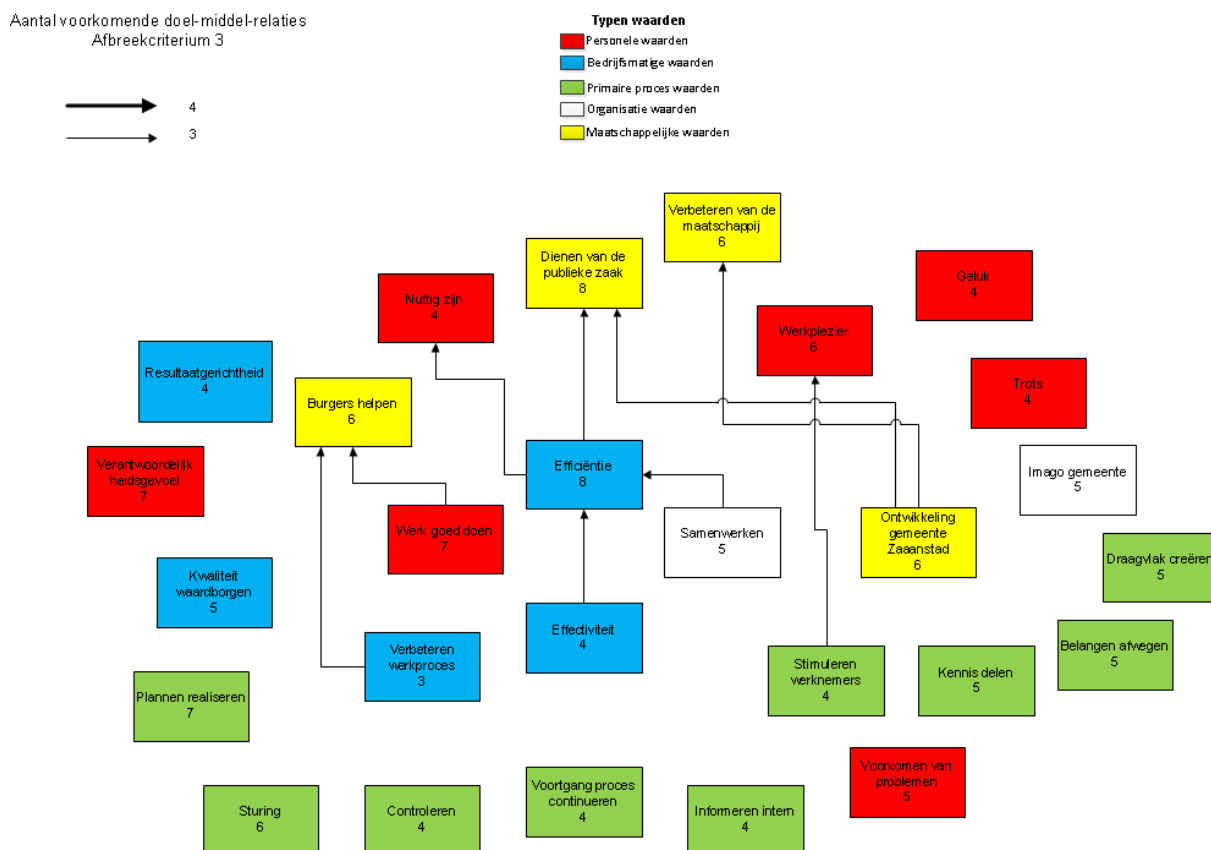 Aantal voorkomende doel-middel-relaties
Afbreekcriterium 3
4
3
Typen waarden
Personele waarden
Bedrijfsmatige waarden
Primaire proces waarden
Organisatie waarden
Maatschappelijke waarden
Verbeteren van de
maatschappij
6
Dienen van de
publieke zaak
8
Geluk
4
Nuttig zijn
4
Werkplezier
6
Resultaatgerichtheid
4
Trots
4
Burgers helpen
6
Verantwoordelijk
heidsgevoel
7
Efficiëntie
8
Imago gemeente
5
Werk goed doen
7
Samenwerken
5
Ontwikkeling
gemeente
Zaaanstad
6
Draagvlak creëren
5
Kwaliteit
waardborgen
5
Effectiviteit
4
Verbeteren
werkproces
3
Stimuleren
werknemers
4
Kennis delen
5
Belangen afwegen
5
Plannen realiseren
7
Voorkomen van
problemen
5
Sturing
6
Controleren
4
Voortgang proces
continueren
4
Informeren intern
4